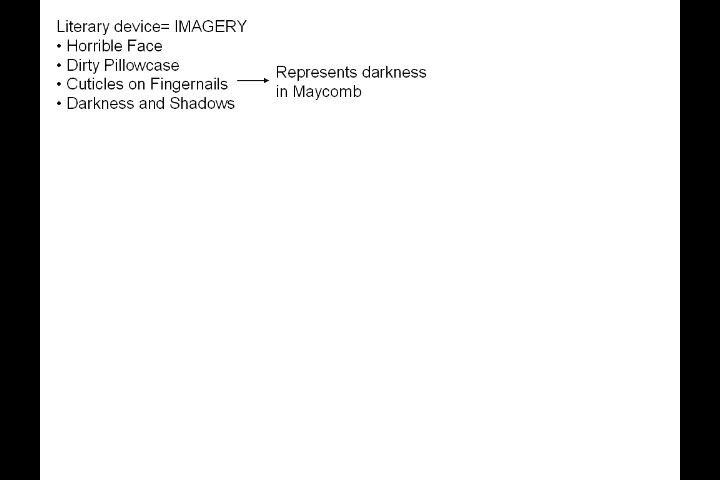 Literary device= IMAGERY
• Horrible Face
• Dirty Pillowcase
• Cuticles on Fingernails
• Darkness and Shadows
Represents darkness
in Maycomb